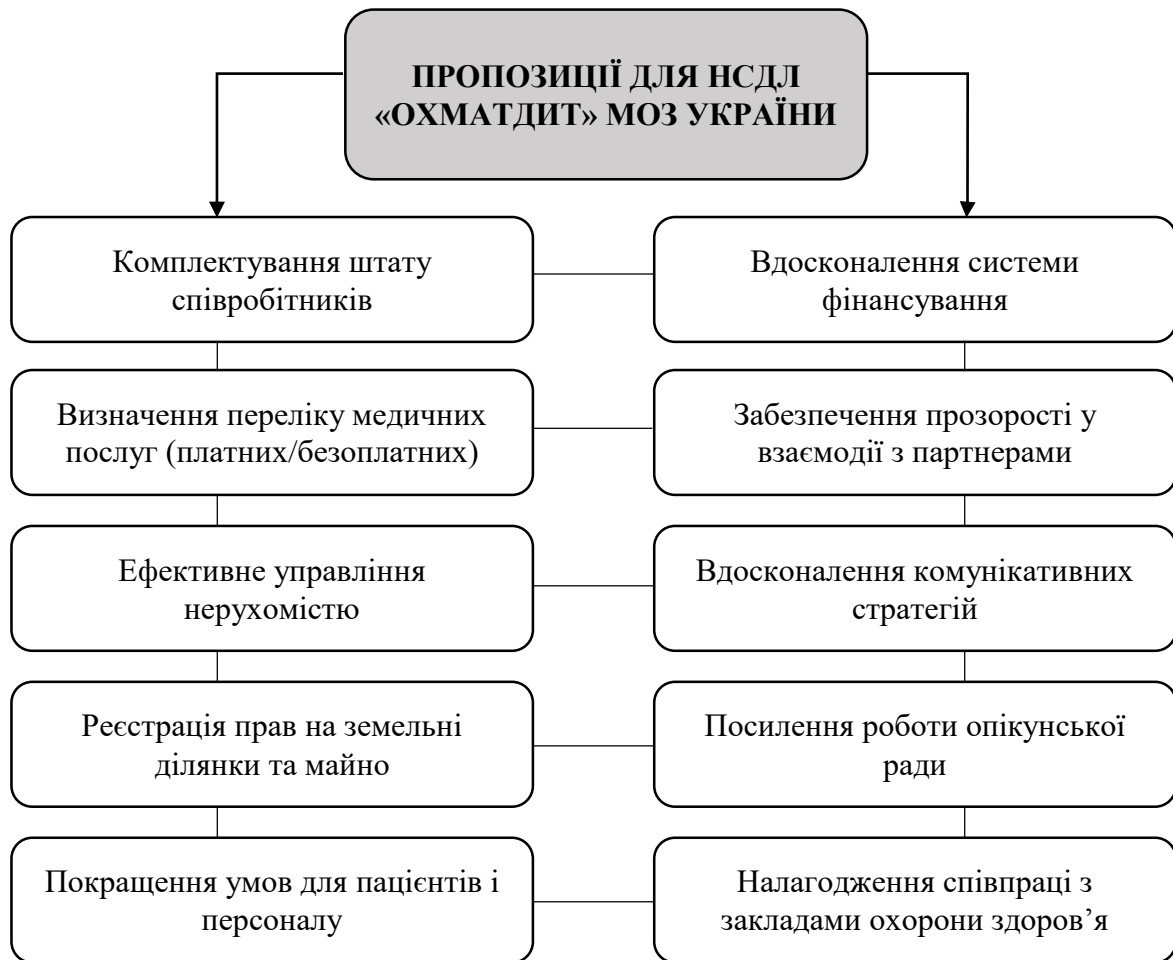 ПРОПОЗИЦІЇ ДЛЯ НСДЛ
«ОХМАТДИТ» МОЗ УКРАЇНИ
Комплектування штату
співробітників
Вдосконалення системи
фінансування
Визначення переліку медичних
послуг (платних/безоплатних)
Забезпечення прозорості у
взаємодії з партнерами
Ефективне управління
нерухомістю
Вдосконалення комунікативних
стратегій
Реєстрація прав на земельні
ділянки та майно
Посилення роботи опікунської
ради
Покращення умов для пацієнтів і
персоналу
Налагодження співпраці з
закладами охорони здоров’я